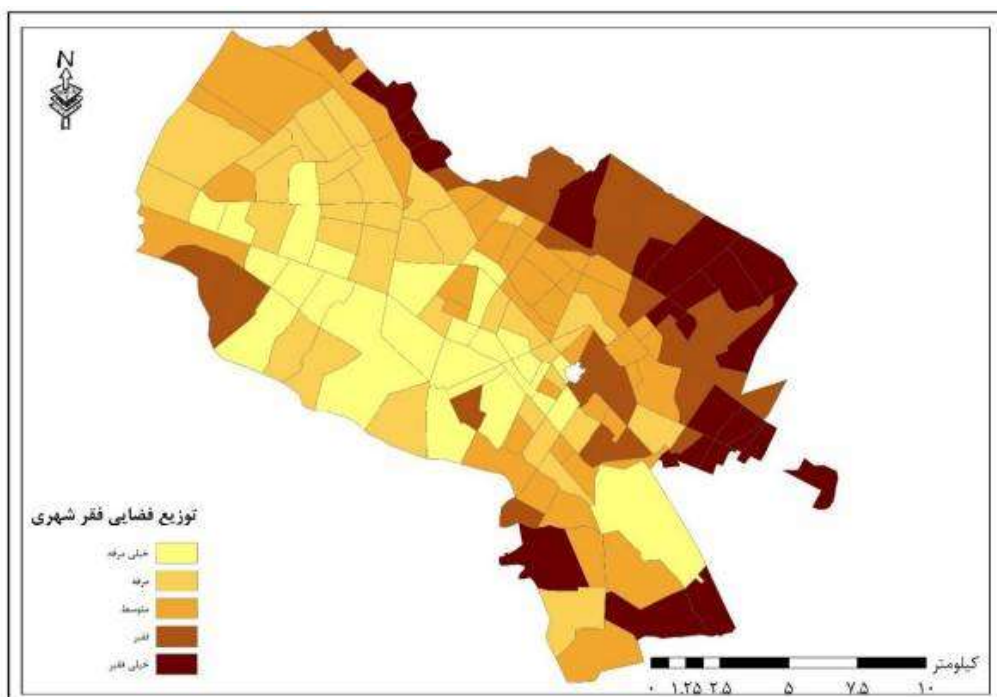 N
توزیع فضایی فقر شهری
خیلی مرفه
مرفه
متوسط
فقیر
خیلی فقیر
کیلومتر
۰ ۱.۲۵ ۲.۵ ۵ ۷.۵ ۱۰